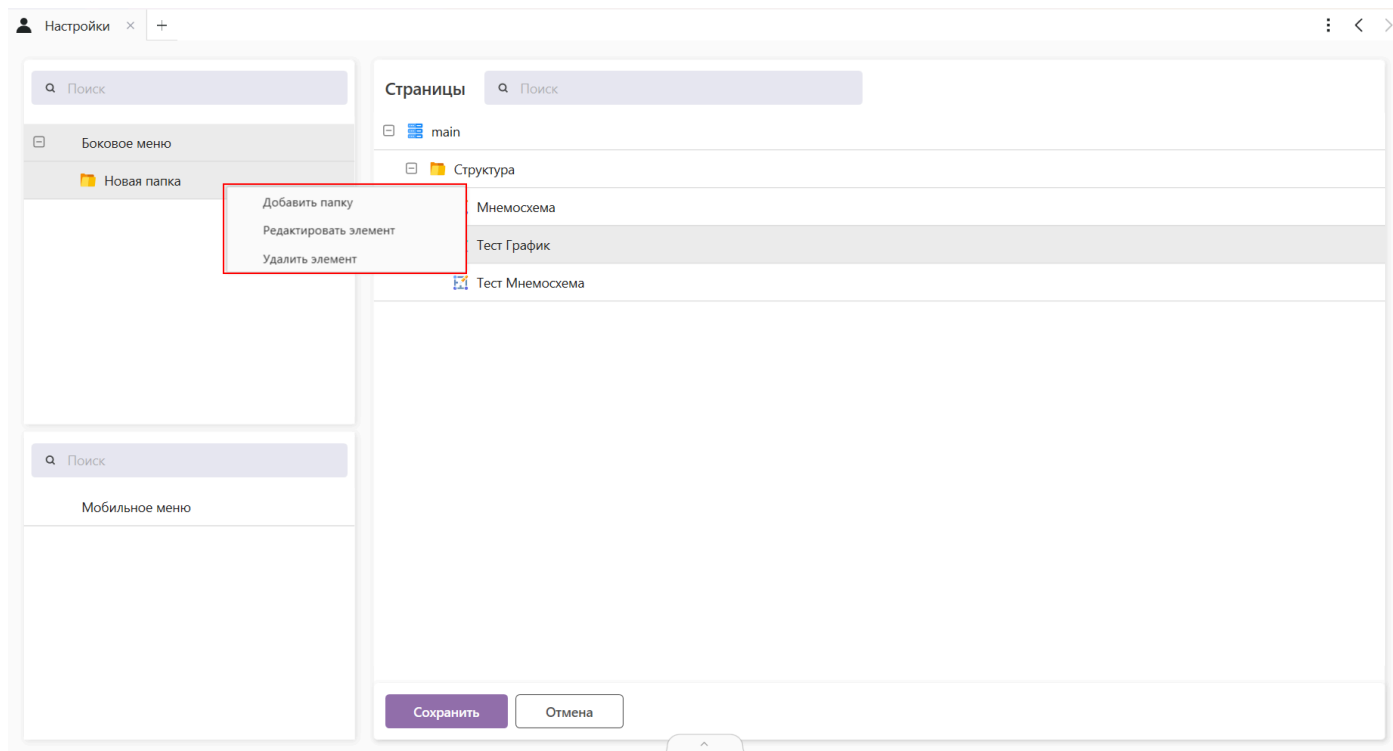 Настройки
Поиск
Боковое меню
Новая папка
Добавить папку
Редактировать элемент
Удалить элемент
Поиск
Мобильное меню
Страницы
Поиск
main
Структура
Мнемосхема
Тест График
Тест Мнемосхема
Сохранить
Отмена